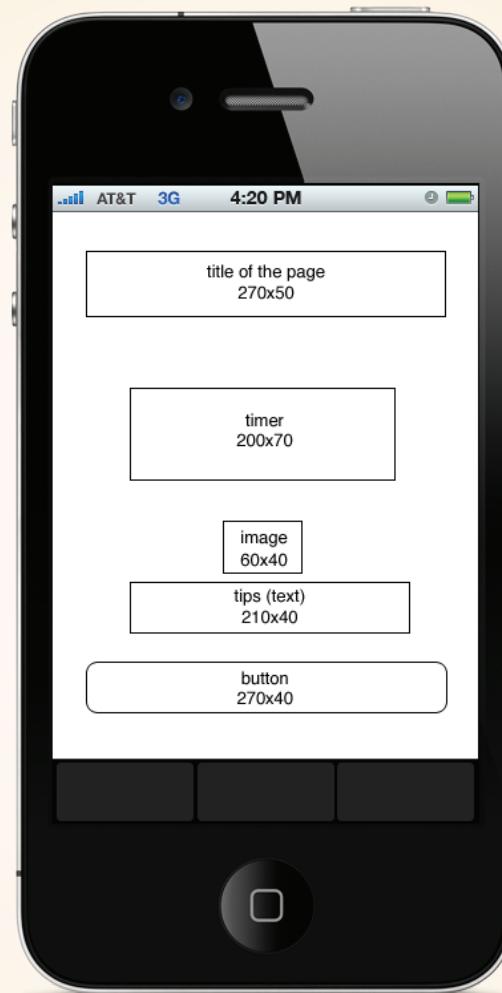 AT&T 3G 4:20 PM
title of the page
270x50
timer
200x70
image
60x40
tips (text)
210x40
button
270x40